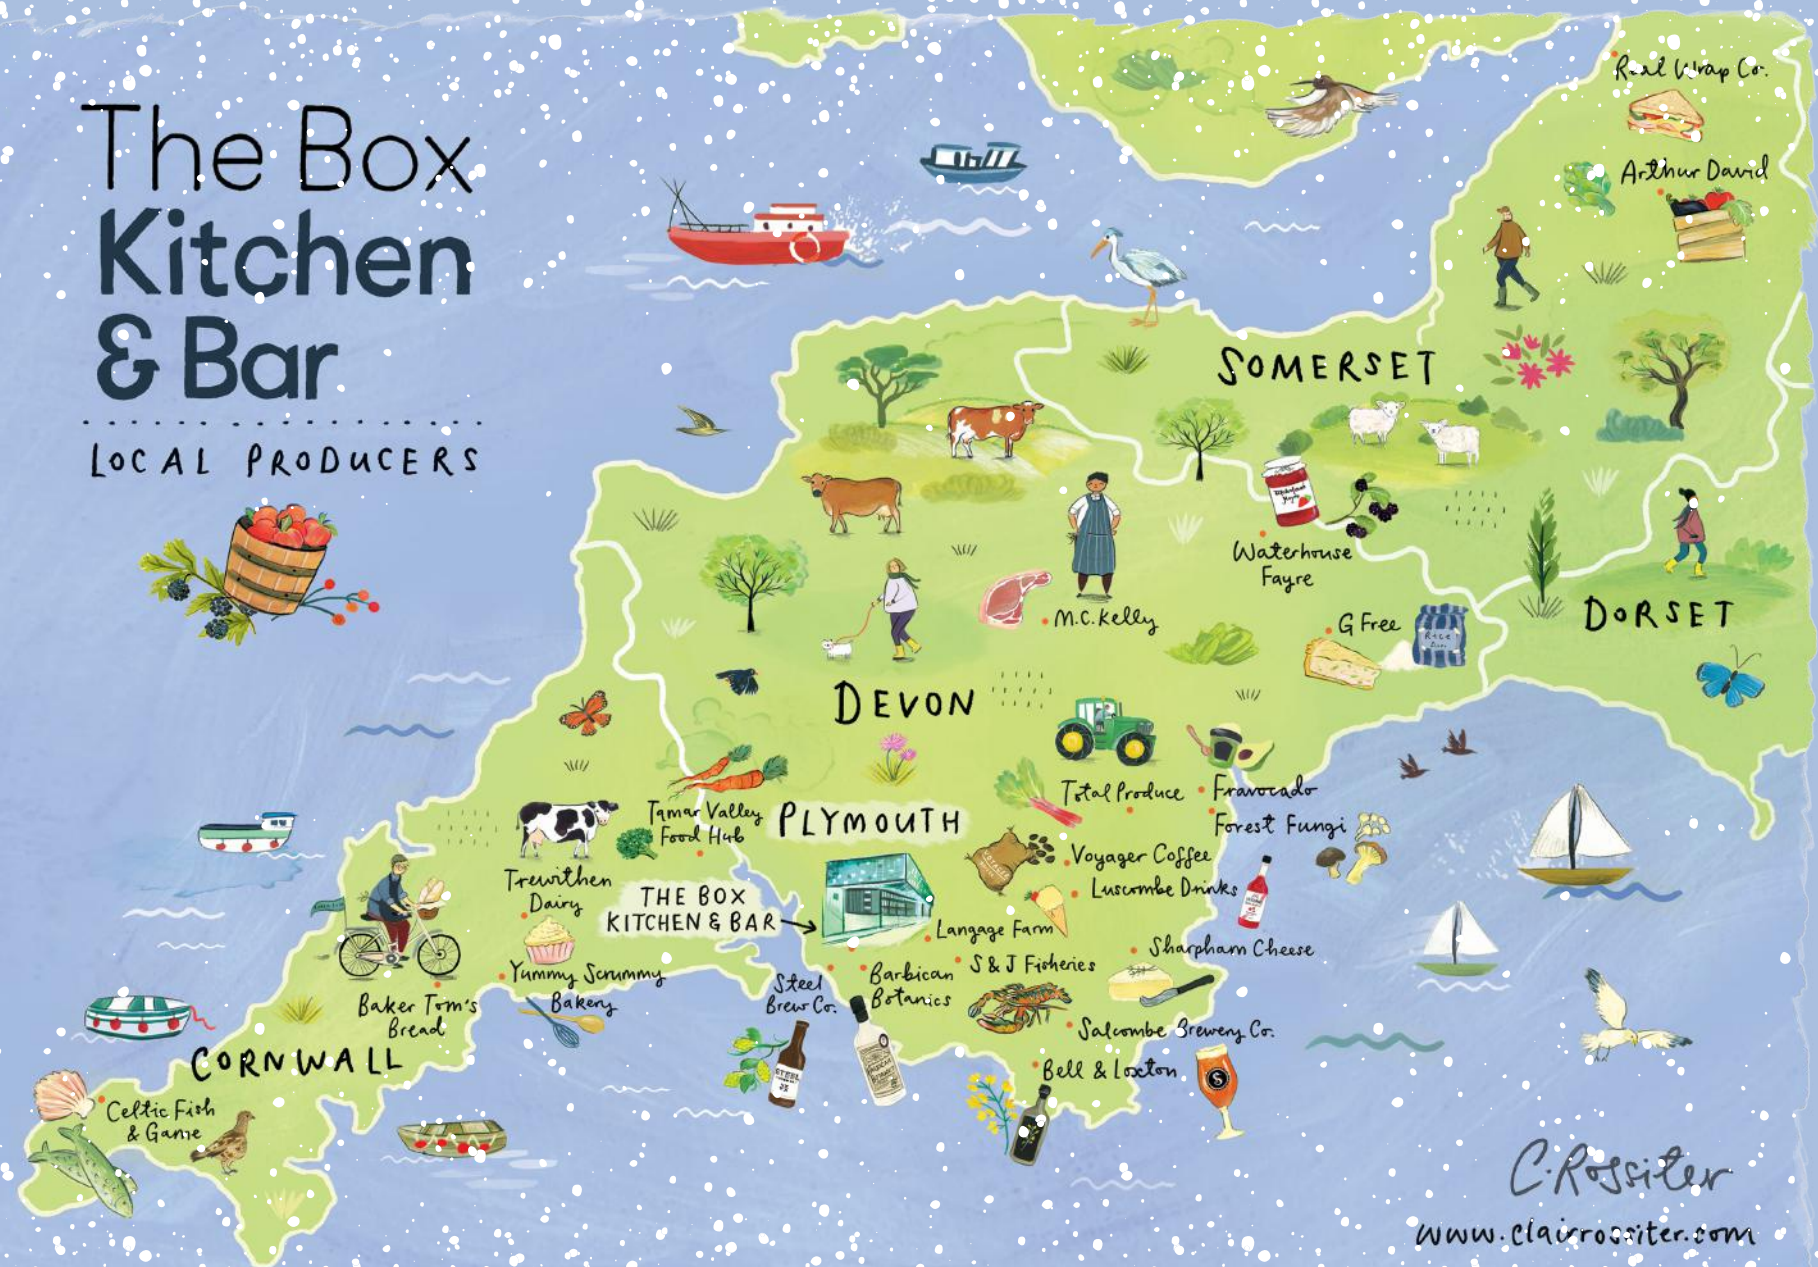 The Box
Kitchen
& Bar
LOCAL PRODUCERS
Real Wrap Co.
Arthur David
SOMERSET
Waterhouse
Fayre
M.C.Kelly
G Free
Rice
DORSET
DEVON
Total Produce
Fravocado
Forest Fungi
Tamar Valley
Food Hub
PLYMOUTH
Voyager Coffee
Luscombe Drinks
Trewithen
Dairy
THE BOX
KITCHEN & BAR
Langage Farm
Sharpham Cheese
S & J Fisheries
Barbican
Botanics
Steel
Brew Co.
Yummy Scrummy
Bakery
Baker Tom's
Bread
Salcombe Brewery Co.
Bell & Loxton
STEEL
S
CORNWALL
Celtic Fish
& Game
C.Rossiter
www.clairrossiter.com